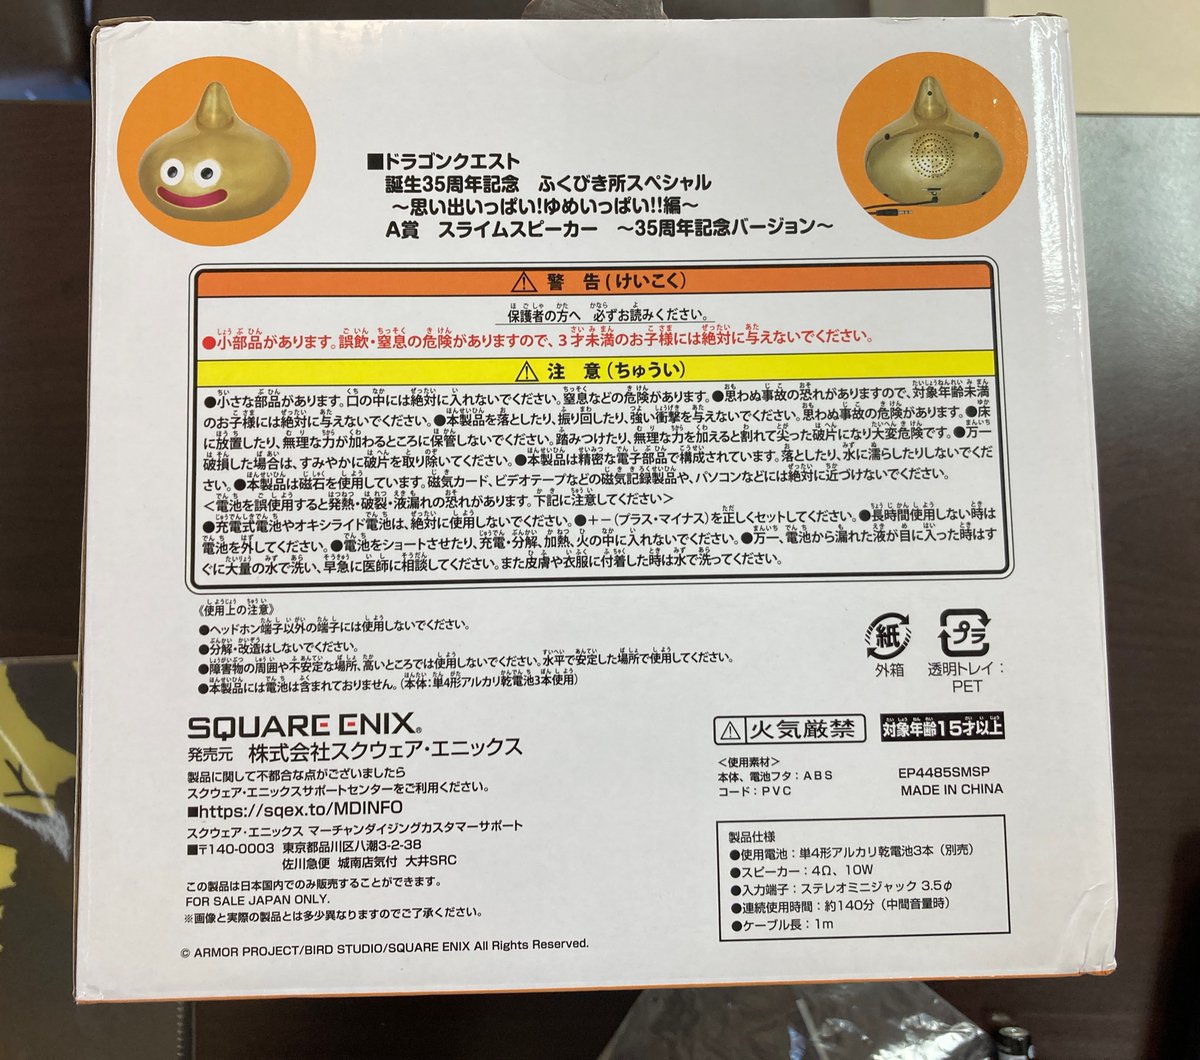 ■ドラゴンクエスト
誕生35周年記念 ふくびき所スペシャル
～思い出いっぱい!ゆめいっぱい!!編～
A賞 スライムスピーカー ～35周年記念バージョン～
⚠ 警 告(けいこく)
保護者の方へ 必ずお読みください。
●小部品があります。誤飲・窒息の危険がありますので、3才未満のお子様には絶対に与えないでください。
⚠ 注 意(ちゅうい)
●小さな部品があります。口の中には絶対に入れないでください。窒息などの危険があります。●思わぬ事故の恐れがありますので、対象年齢未満
のお子様には絶対に与えないでください。●本製品を落としたり、振り回したり、強い衝撃を与えないでください。思わぬ事故の危険があります。●床
に放置したり、無理な力が加わるところに保管しないでください。踏みつけたり、無理な力を加えると割れて尖った破片になり大変危険です。●万一
破損した場合は、すみやかに破片を取り除いてください。●本製品は精密な電子部品で構成されています。落としたり、水に濡らしたりしないでくだ
さい。●本製品は磁石を使用しています。磁気カード、ビデオテープなどの磁気記録製品や、パソコンなどには絶対に近づけないでください。
＜電池を誤使用すると発熱・破裂・液漏れの恐れがあります。下記に注意してください＞
●充電式電池やオキシライド電池は、絶対に使用しないでください。●+-(プラス・マイナス)を正しくセットしてください。●長時間使用しない時は
電池を外してください。●電池をショートさせたり、充電・分解、加熱、火の中に入れないでください。●万一、電池から漏れた液が目に入った時はす
ぐに大量の水で洗い、早急に医師に相談してください。また皮膚や衣服に付着した時は水で洗ってください。
《使用上の注意》
●ヘッドホン端子以外の端子には使用しないでください。
●分解・改造はしないでください。
●障害物の周囲や不安定な場所、高いところでは使用しないでください。水平で安定した場所で使用してください。
●本製品には電池は含まれておりません。(本体:単4形アルカリ乾電池3本使用)
紙
外箱
プラ
透明トレイ:
PET
SQUARE ENIX®
発売元 株式会社スクウェア・エニックス
製品に関して不都合な点がございましたら
スクウェア・エニックスサポートセンターをご利用ください。
■https://sqex.to/MDINFO
スクウェア・エニックス マーチャンダイジングカスタマーサポート
■〒140-0003 東京都品川区八潮3-2-38
佐川急便 城南店気付 大井SRC
この製品は日本国内でのみ販売することができます。
FOR SALE JAPAN ONLY.
※画像と実際の製品とは多少異なりますのでご了承ください。
© ARMOR PROJECT/BIRD STUDIO/SQUARE ENIX All Rights Reserved.
⚠火気厳禁
対象年齢15才以上
＜使用素材＞
本体、電池フタ:ABS
コード:PVC
EP4485SMSP
MADE IN CHINA
製品仕様
●使用電池:単4形アルカリ乾電池3本(別売)
●スピーカー:4Ω、10W
●入力端子:ステレオミニジャック 3.5φ
●連続使用時間:約140分(中間音量時)
●ケーブル長:1m